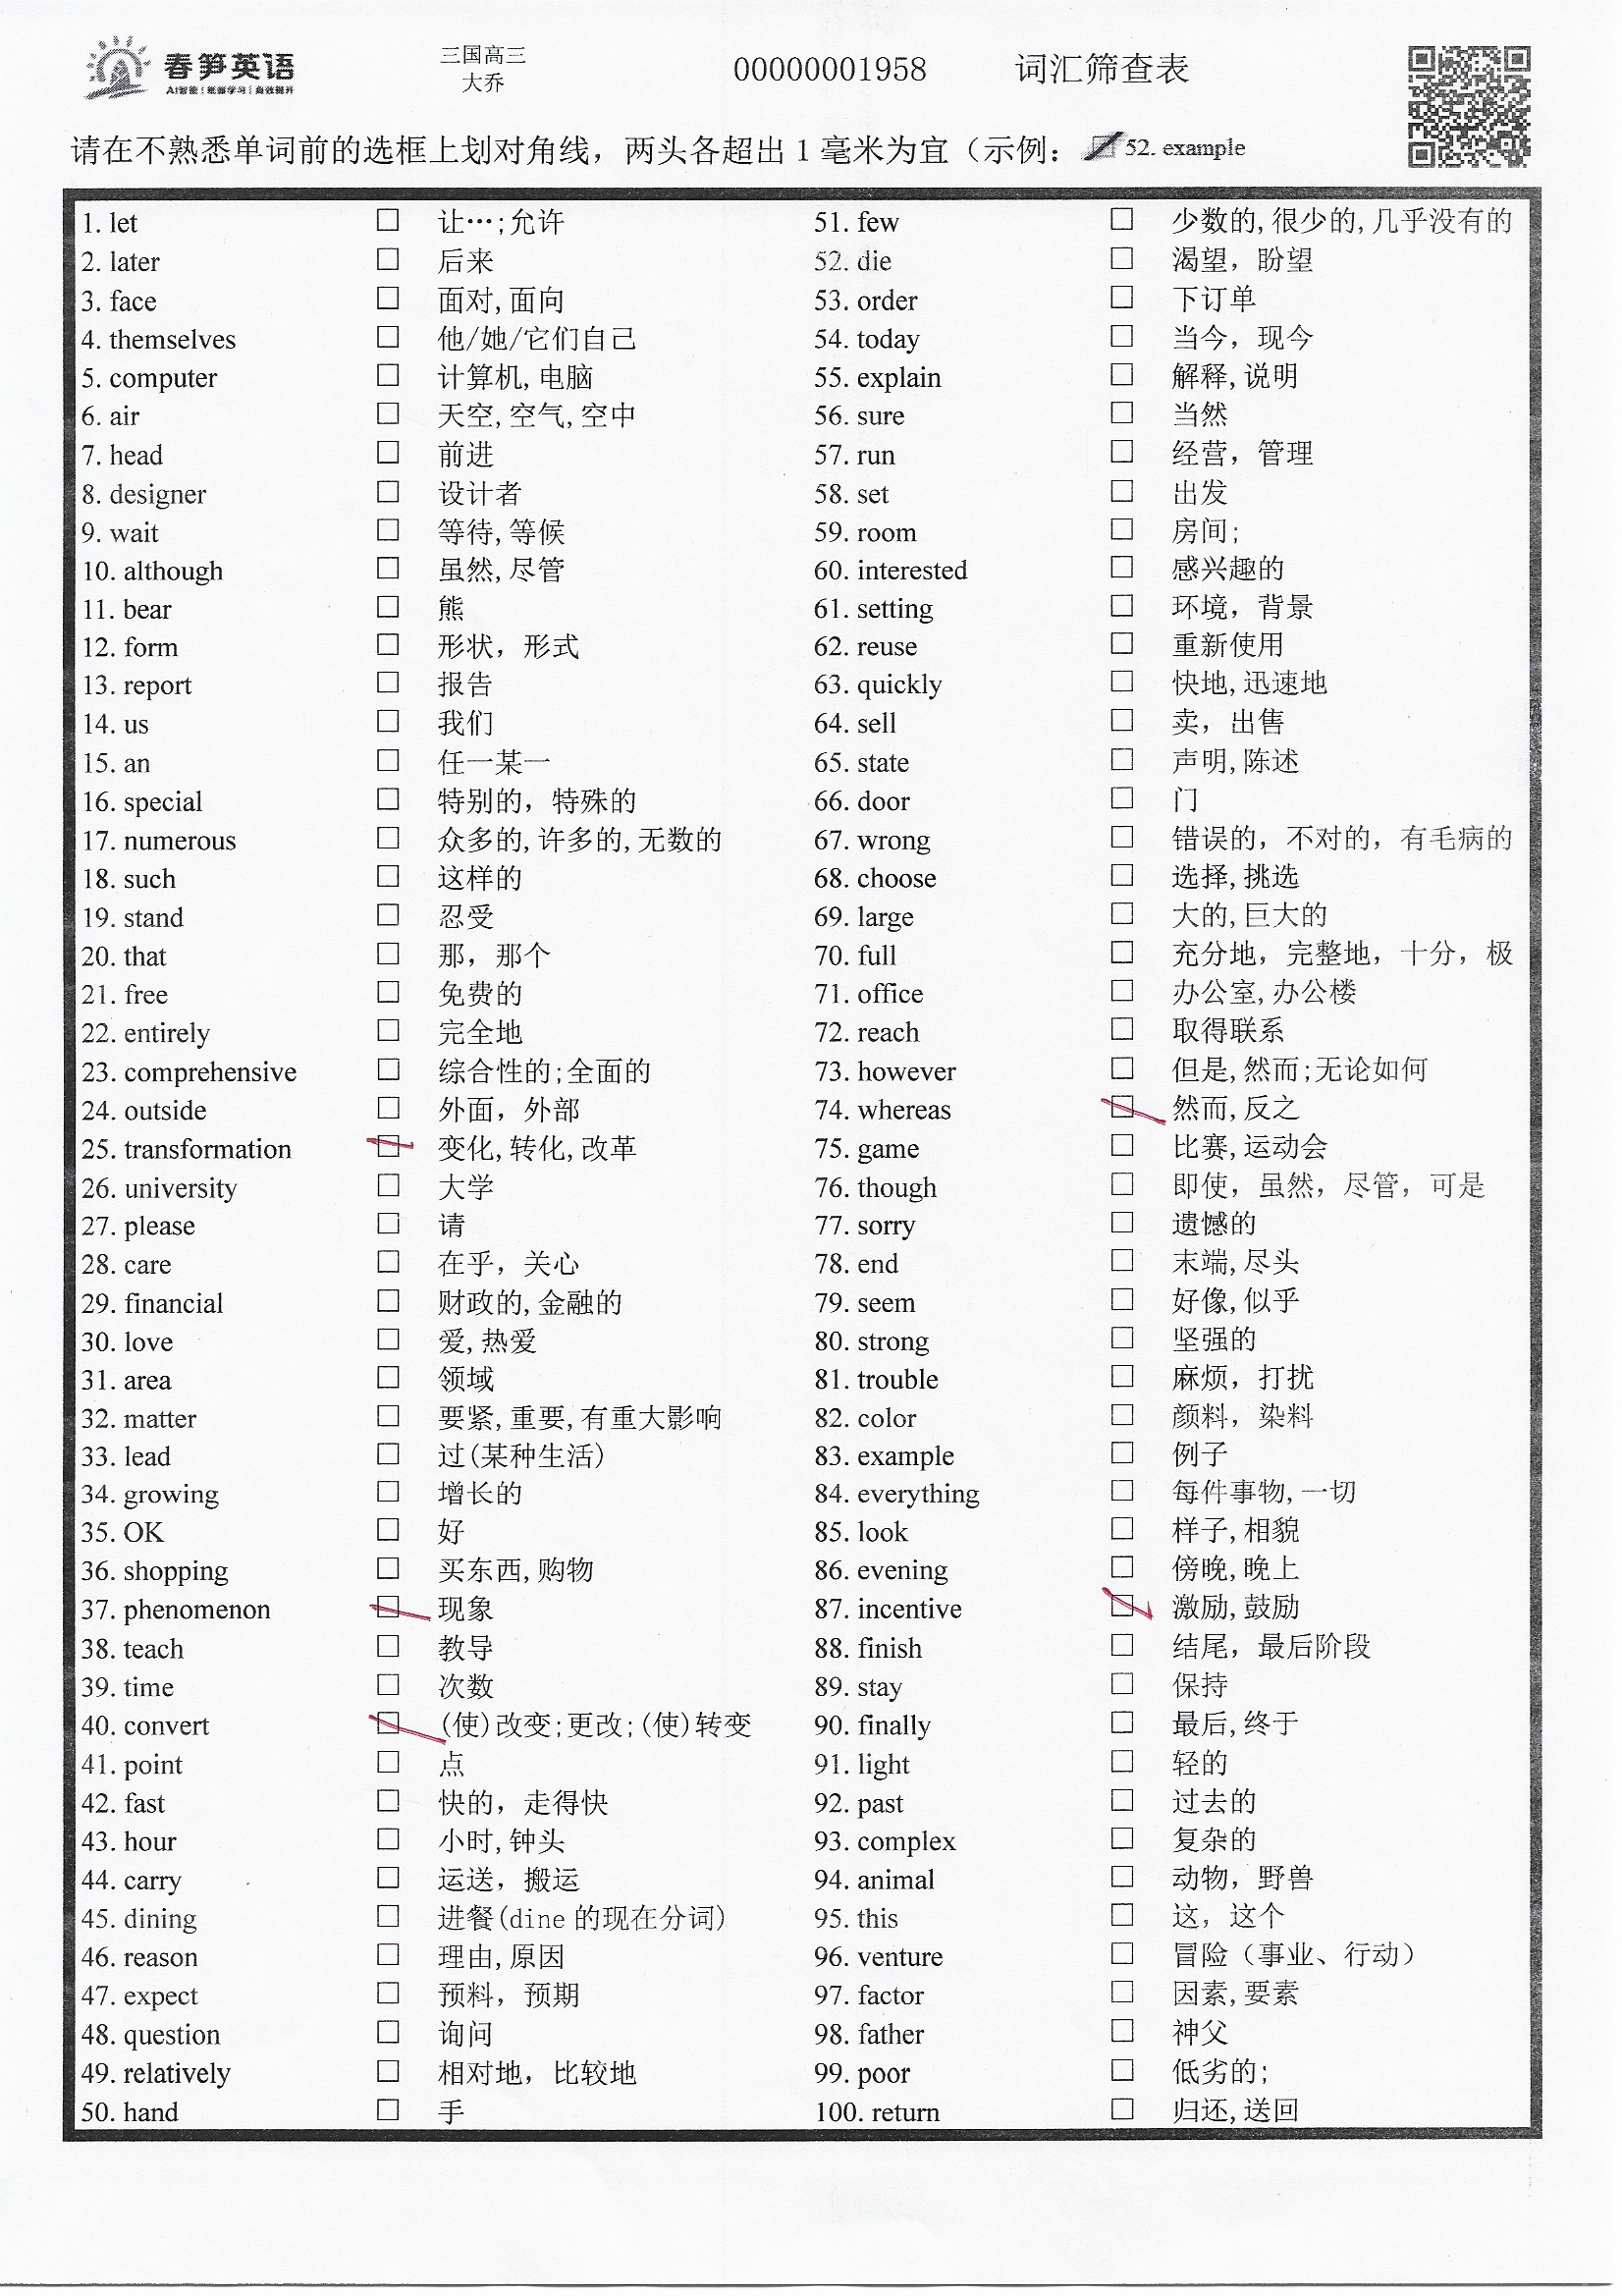 春笋英语
AI智能 | 纸媒学习 | 高效提升
三国高三
大乔
00000001958
词汇筛查表
请在不熟悉单词前的选框上划对角线，两头各超出1毫米为宜（示例： 52. example
1. let □ 让…;允许
2. later □ 后来
3. face □ 面对,面向
4. themselves □ 他/她/它们自己
5. computer □ 计算机,电脑
6. air □ 天空,空气,空中
7. head □ 前进
8. designer □ 设计者
9. wait □ 等待,等候
10. although □ 虽然,尽管
11. bear □ 熊
12. form □ 形状，形式
13. report □ 报告
14. us □ 我们
15. an □ 任一某一
16. special □ 特别的，特殊的
17. numerous □ 众多的,许多的,无数的
18. such □ 这样的
19. stand □ 忍受
20. that □ 那，那个
21. free □ 免费的
22. entirely □ 完全地
23. comprehensive □ 综合性的;全面的
24. outside □ 外面，外部
25. transformation □ 变化,转化,改革
26. university □ 大学
27. please □ 请
28. care □ 在乎，关心
29. financial □ 财政的,金融的
30. love □ 爱,热爱
31. area □ 领域
32. matter □ 要紧,重要,有重大影响
33. lead □ 过(某种生活)
34. growing □ 增长的
35. OK □ 好
36. shopping □ 买东西,购物
37. phenomenon □ 现象
38. teach □ 教导
39. time □ 次数
40. convert □ (使)改变;更改;(使)转变
41. point □ 点
42. fast □ 快的，走得快
43. hour □ 小时,钟头
44. carry □ 运送，搬运
45. dining □ 进餐(dine 的现在分词)
46. reason □ 理由,原因
47. expect □ 预料，预期
48. question □ 询问
49. relatively □ 相对地，比较地
50. hand □ 手
51. few □ 少数的,很少的,几乎没有的
52. die □ 渴望，盼望
53. order □ 下订单
54. today □ 当今，现今
55. explain □ 解释,说明
56. sure □ 当然
57. run □ 经营，管理
58. set □ 出发
59. room □ 房间;
60. interested □ 感兴趣的
61. setting □ 环境，背景
62. reuse □ 重新使用
63. quickly □ 快地,迅速地
64. sell □ 卖，出售
65. state □ 声明,陈述
66. door □ 门
67. wrong □ 错误的，不对的，有毛病的
68. choose □ 选择,挑选
69. large □ 大的,巨大的
70. full □ 充分地，完整地，十分，极
71. office □ 办公室,办公楼
72. reach □ 取得联系
73. however □ 但是,然而;无论如何
74. whereas □ 然而,反之
75. game □ 比赛,运动会
76. though □ 即使，虽然，尽管，可是
77. sorry □ 遗憾的
78. end □ 末端,尽头
79. seem □ 好像,似乎
80. strong □ 坚强的
81. trouble □ 麻烦，打扰
82. color □ 颜料，染料
83. example □ 例子
84. everything □ 每件事物,一切
85. look □ 样子,相貌
86. evening □ 傍晚,晚上
87. incentive □ 激励,鼓励
88. finish □ 结尾，最后阶段
89. stay □ 保持
90. finally □ 最后,终于
91. light □ 轻的
92. past □ 过去的
93. complex □ 复杂的
94. animal □ 动物，野兽
95. this □ 这，这个
96. venture □ 冒险（事业、行动）
97. factor □ 因素,要素
98. father □ 神父
99. poor □ 低劣的;
100. return □ 归还,送回